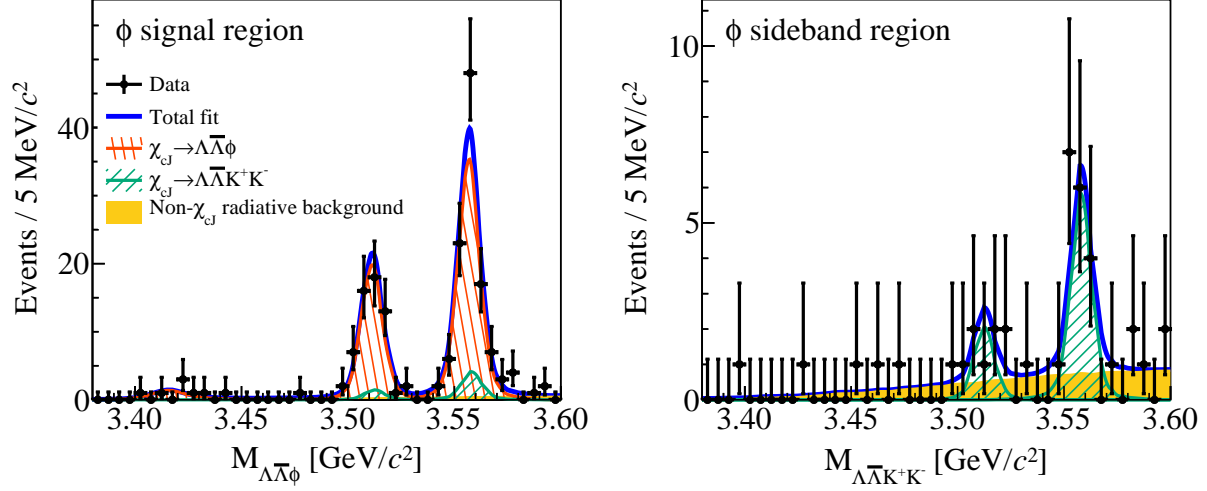 ϕ signal region
Events / 5 MeV/c²
40
20
0
Data
Total fit
χcJ→ΛΛ̅ϕ
χcJ→ΛΛ̅K⁺K⁻
Non-χcJ radiative background
3.40 3.45 3.50 3.55 3.60
MΛΛ̅ϕ [GeV/c²]
ϕ sideband region
Events / 5 MeV/c²
10
5
0
3.40 3.45 3.50 3.55 3.60
MΛΛ̅K⁺K⁻ [GeV/c²]